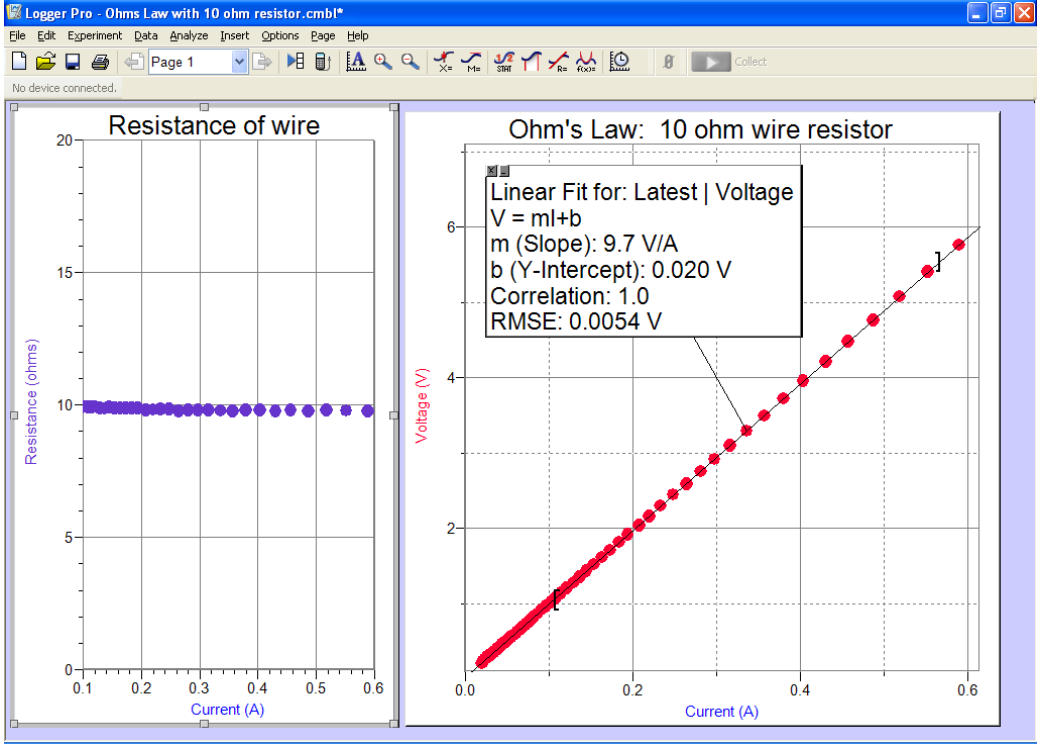 Logger Pro - Ohms Law with 10 ohm resistor.cmbl*
File Edit Experiment Data Analyze Insert Options Page Help
Page 1
X= M= STAT R= f(x)= Collect
No device connected.
Resistance of wire
20
15
10
5
0
Resistance (ohms)
0.1 0.2 0.3 0.4 0.5 0.6
Current (A)
Ohm's Law: 10 ohm wire resistor
Linear Fit for: Latest | Voltage
V = mI+b
m (Slope): 9.7 V/A
b (Y-Intercept): 0.020 V
Correlation: 1.0
RMSE: 0.0054 V
6
4
2
Voltage (V)
0.0 0.2 0.4 0.6
Current (A)